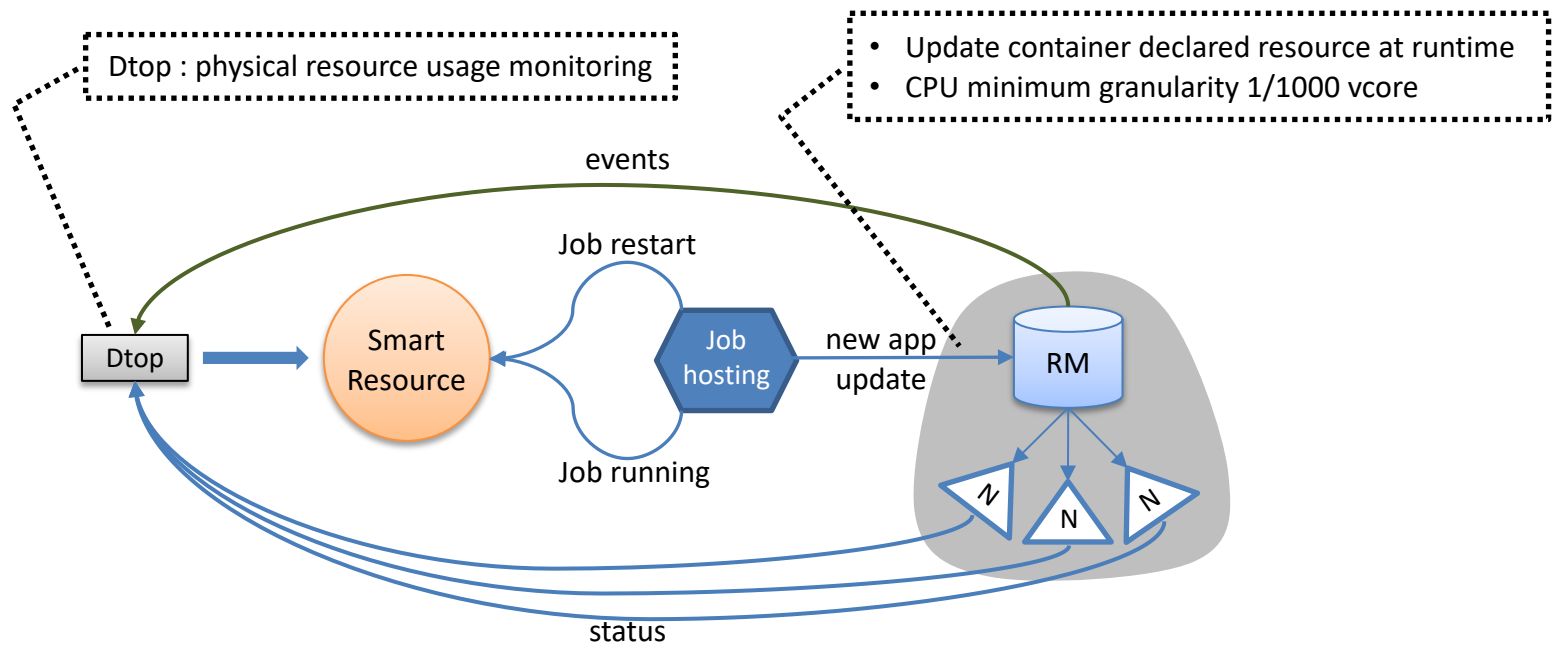 Dtop : physical resource usage monitoring
• Update container declared resource at runtime
• CPU minimum granularity 1/1000 vcore
events
Job restart
Dtop
Smart
Resource
Job
hosting
new app
update
RM
Job running
N
N
N
status